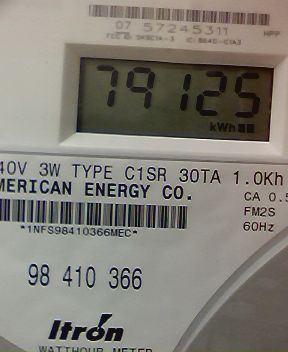 HPP
07 57245311
79125
kWh
40V 3W TYPE C1SR 30TA 1.0Kh
MERICAN ENERGY CO.
CA 0.5
*1NFS98410366MEC*
FM2S
60Hz
98 410 366
Itron
WATTHOUR METER